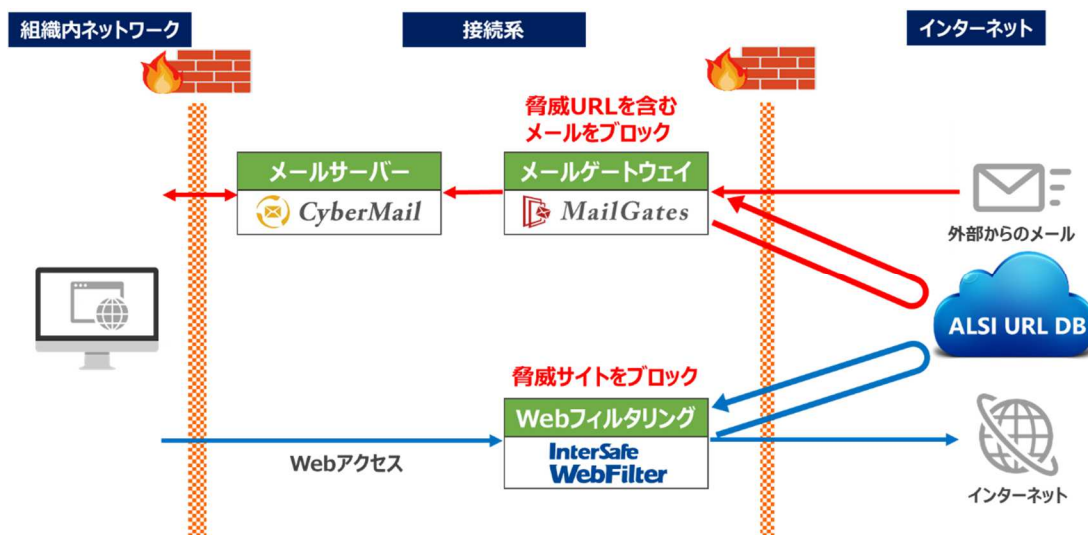 組織内ネットワーク
接続系
インターネット
脅威URLを含む
メールをブロック
メールサーバー
CyberMail
メールゲートウェイ
MailGates
外部からのメール
ALSI URL DB
脅威サイトをブロック
Webフィルタリング
InterSafe
WebFilter
Webアクセス
インターネット